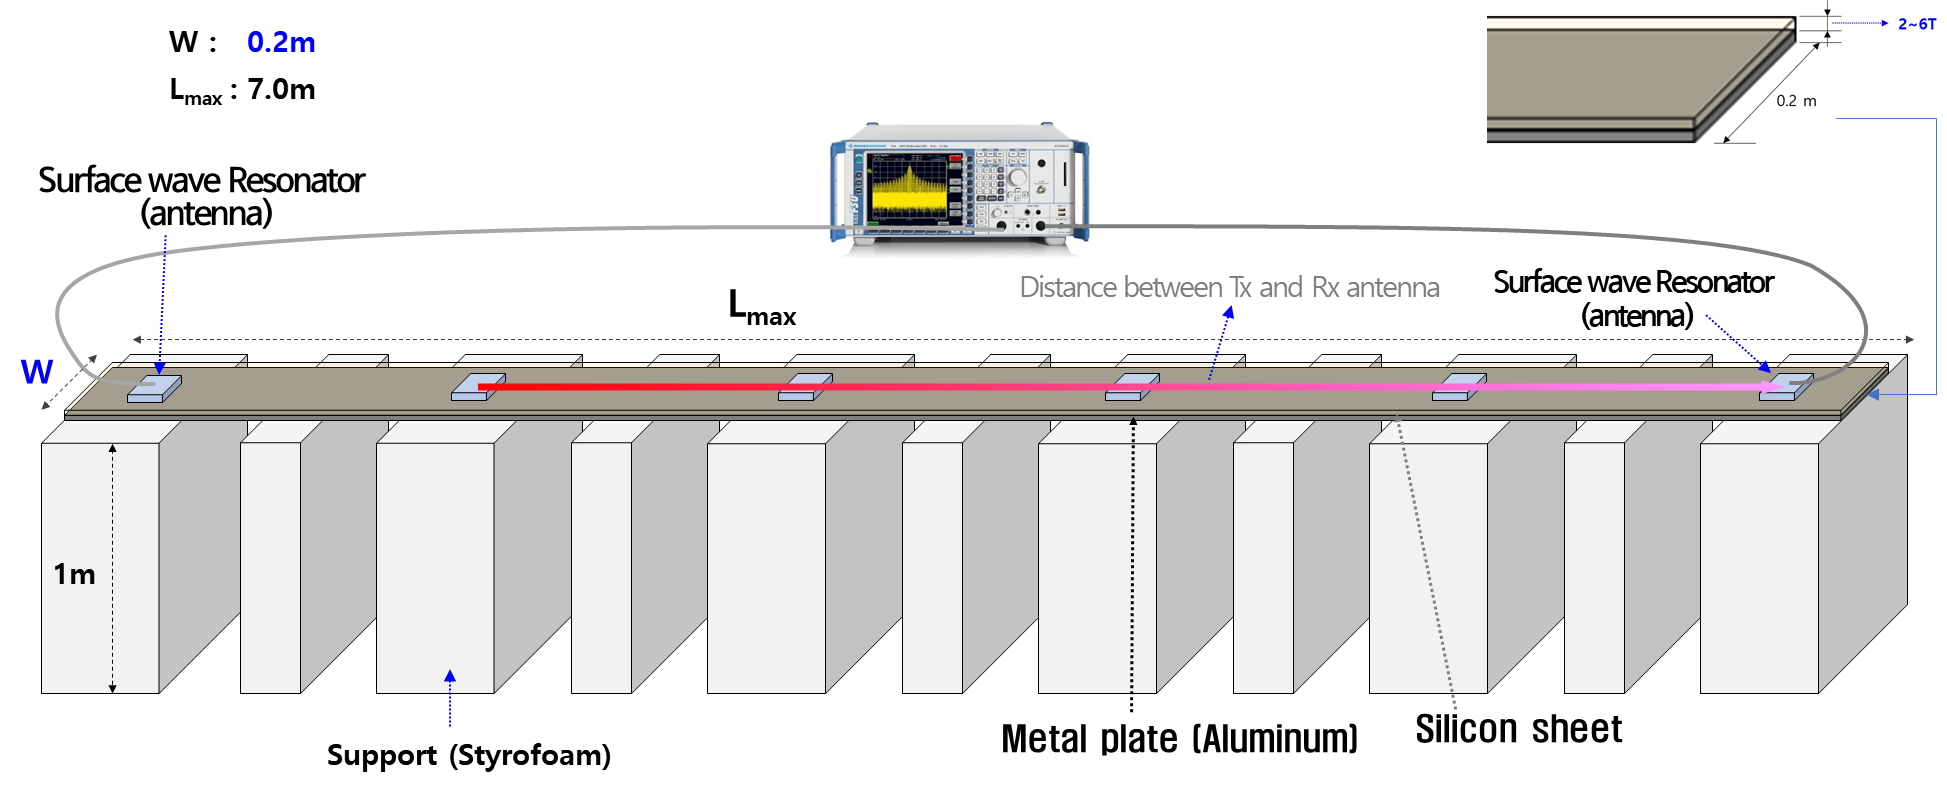 W : 0.2m
Lmax : 7.0m
2~6T
0.2 m
Surface wave Resonator
(antenna)
Distance between Tx and Rx antenna
Surface wave Resonator
(antenna)
Lmax
W
1m
Support (Styrofoam)
Metal plate (Aluminum)
Silicon sheet